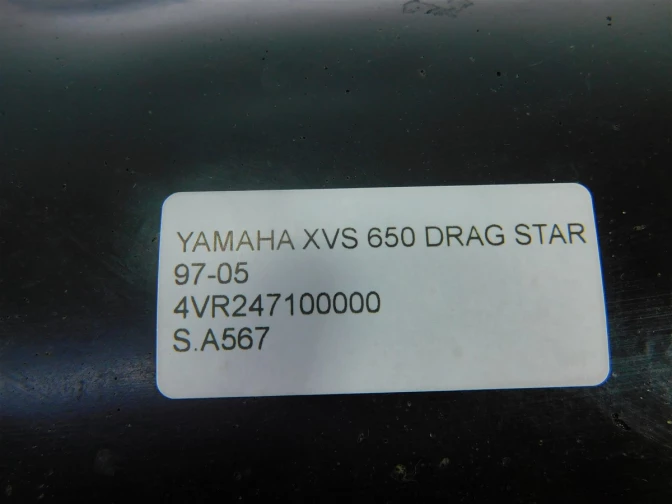 YAMAHA XVS 650 DRAG STAR
97-05
4VR247100000
S.A567